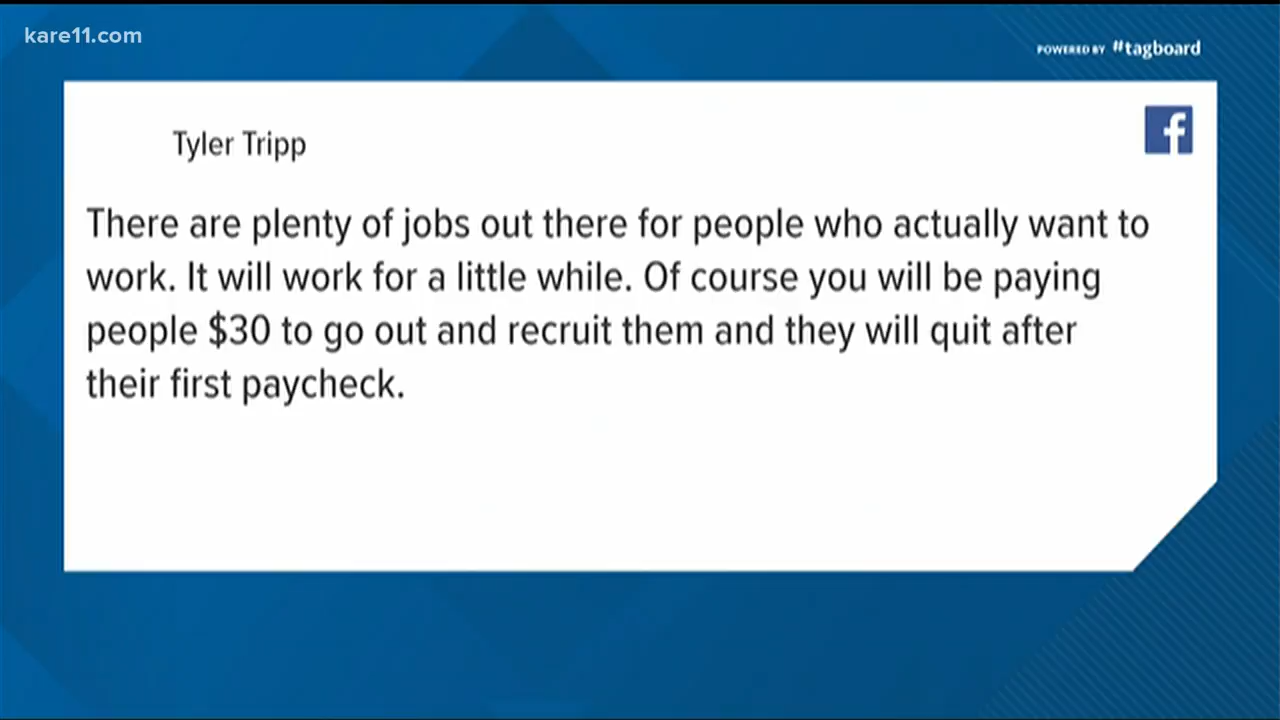 kare11.com
POWERED BY #tagboard
Tyler Tripp
There are plenty of jobs out there for people who actually want to
work. It will work for a little while. Of course you will be paying
people $30 to go out and recruit them and they will quit after
their first paycheck.